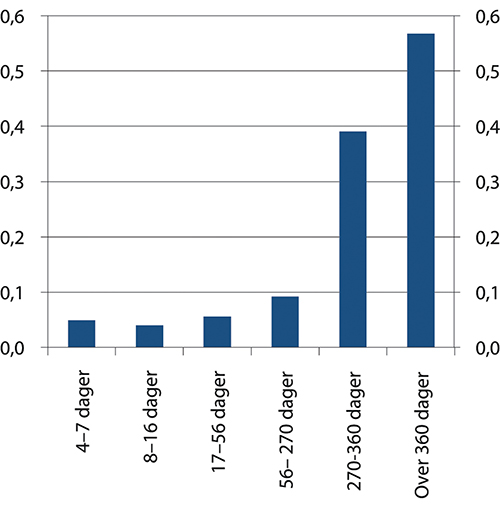 0,6
0,5
0,4
0,3
0,2
0,1
0,0
0,6
0,5
0,4
0,3
0,2
0,1
0,0
4–7 dager
8–16 dager
17–56 dager
56– 270 dager
270-360 dager
Over 360 dager